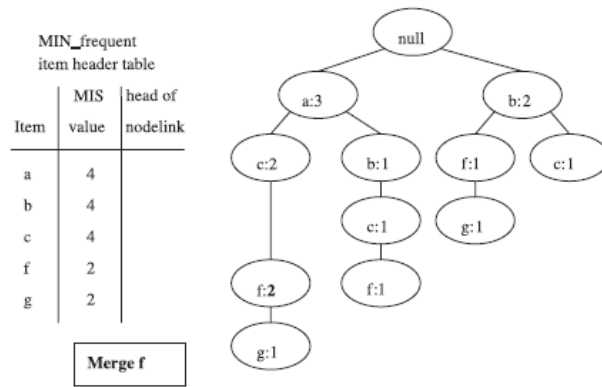 MIN_frequent
item header table
MIS head of
Item value nodelink
a 4
b 4
c 4
f 2
g 2
Merge f
null
a:3 b:2
c:2 b:1 f:1 c:1
c:1 g:1
f:2 f:1
g:1